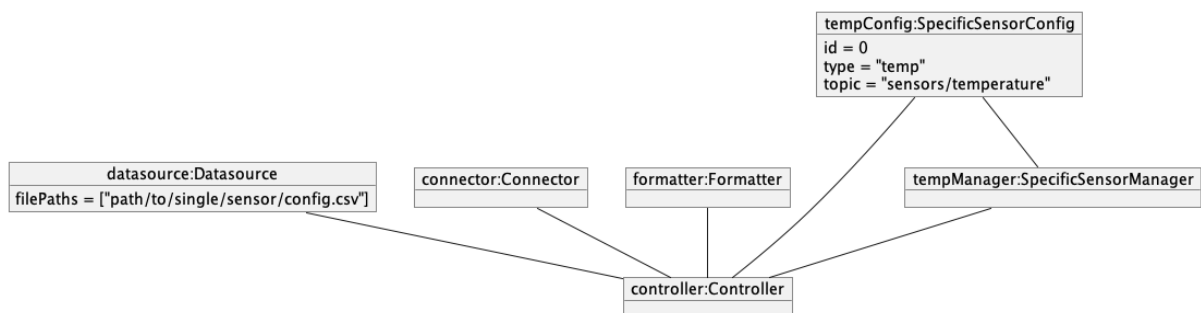 tempConfig:SpecificSensorConfig
id = 0
type = "temp"
topic = "sensors/temperature"
datasource:Datasource
filePaths = ["path/to/single/sensor/config.csv"]
connector:Connector
formatter:Formatter
tempManager:SpecificSensorManager
controller:Controller